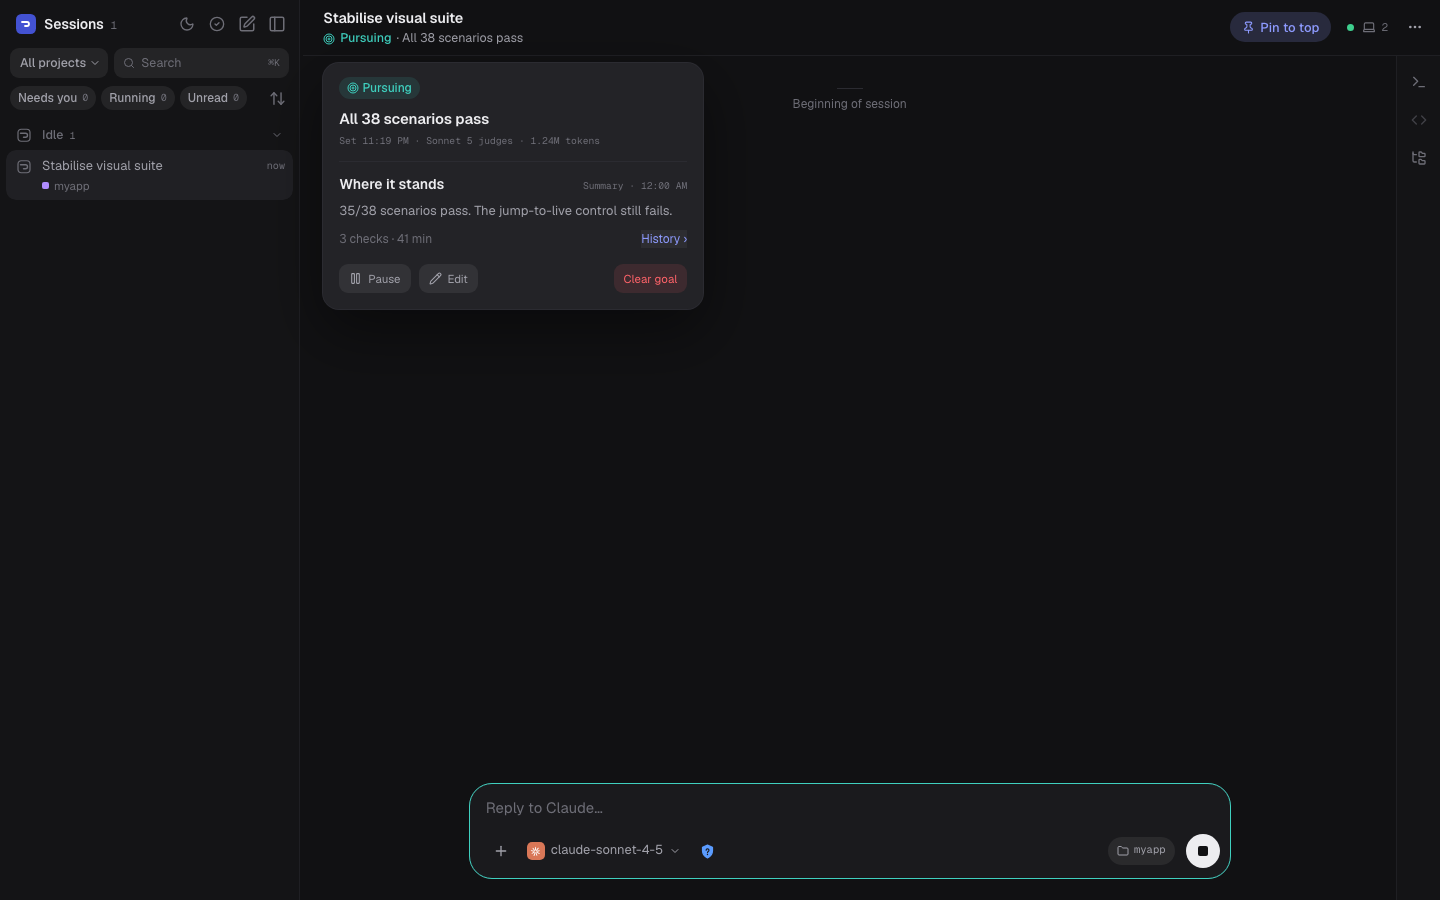 Sessions 1
All projects
Search ⌘K
Needs you 0
Running 0
Unread 0
Idle 1
Stabilise visual suite now
myapp
Stabilise visual suite
Pursuing · All 38 scenarios pass
Pin to top
2
Pursuing
All 38 scenarios pass
Set 11:19 PM · Sonnet 5 judges · 1.24M tokens
Where it stands Summary · 12:00 AM
35/38 scenarios pass. The jump-to-live control still fails.
3 checks · 41 min History ›
Pause Edit Clear goal
Beginning of session
Reply to Claude…
claude-sonnet-4-5 myapp